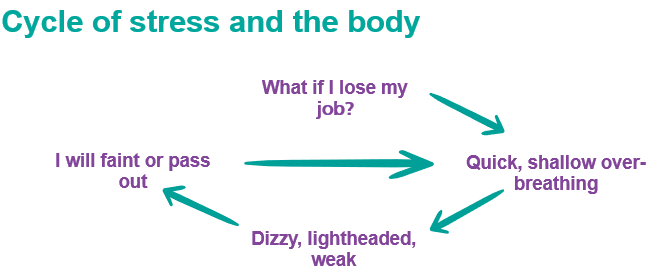 Cycle of stress and the body
What if I lose my
job?
I will faint or pass
out
Quick, shallow over-
breathing
Dizzy, lightheaded,
weak